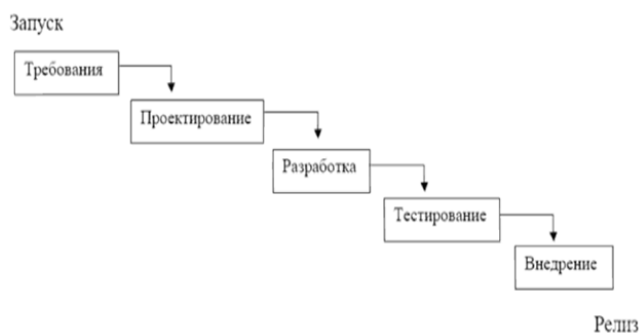 Запуск
Требования
Проектирование
Разработка
Тестирование
Внедрение
Релиз